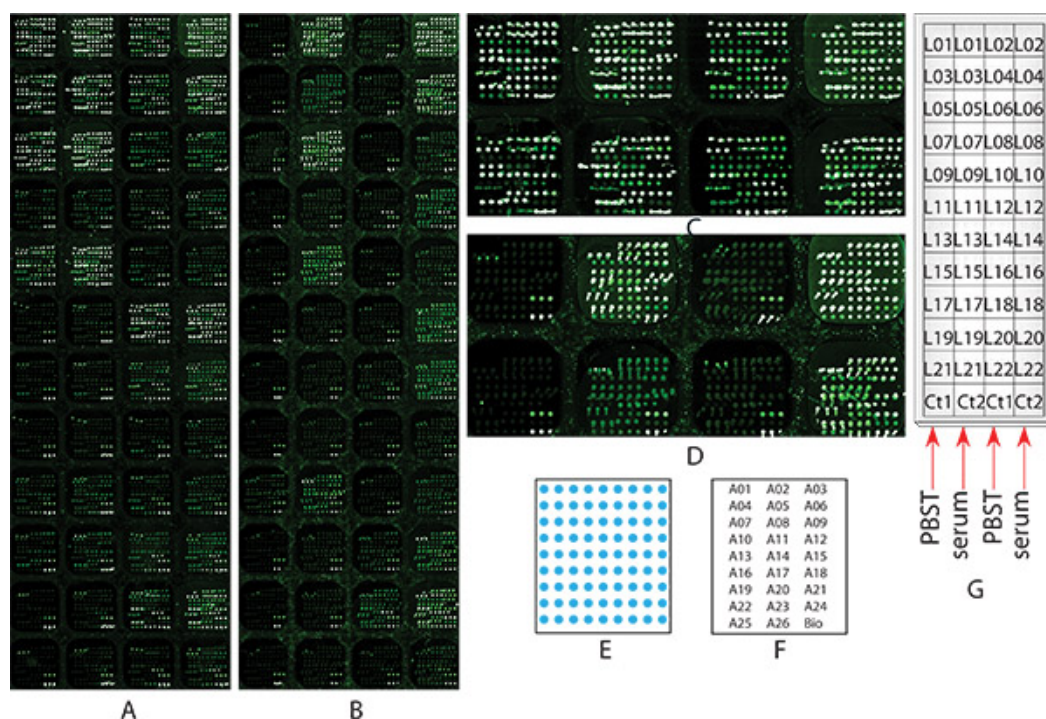 A
B
C
D
E
A01 A02 A03
A04 A05 A06
A07 A08 A09
A10 A11 A12
A13 A14 A15
A16 A17 A18
A19 A20 A21
A22 A23 A24
A25 A26 Bio
F
L01 L01 L02 L02
L03 L03 L04 L04
L05 L05 L06 L06
L07 L07 L08 L08
L09 L09 L10 L10
L11 L11 L12 L12
L13 L13 L14 L14
L15 L15 L16 L16
L17 L17 L18 L18
L19 L19 L20 L20
L21 L21 L22 L22
Ct1 Ct2 Ct1 Ct2
PBST
serum
PBST
serum
G